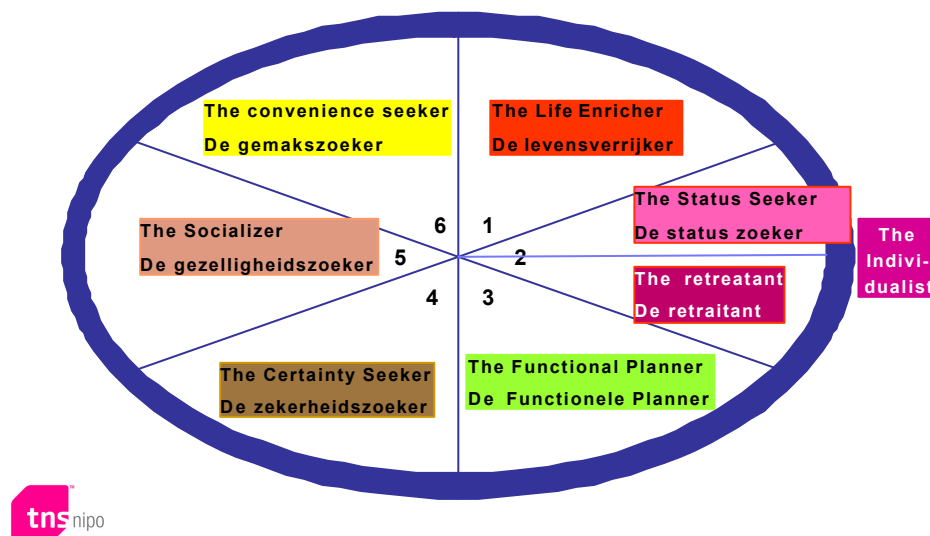 The convenience seeker
De gemakszoeker
The Life Enricher
De levensverrijker
The Status Seeker
De status zoeker
The
Indivi-
dualist
The Socializer
De gezelligheidszoeker
6
1
5
2
4
3
The retreatant
De retraitant
The Certainty Seeker
De zekerheidszoeker
The Functional Planner
De Functionele Planner
tns nipo
™